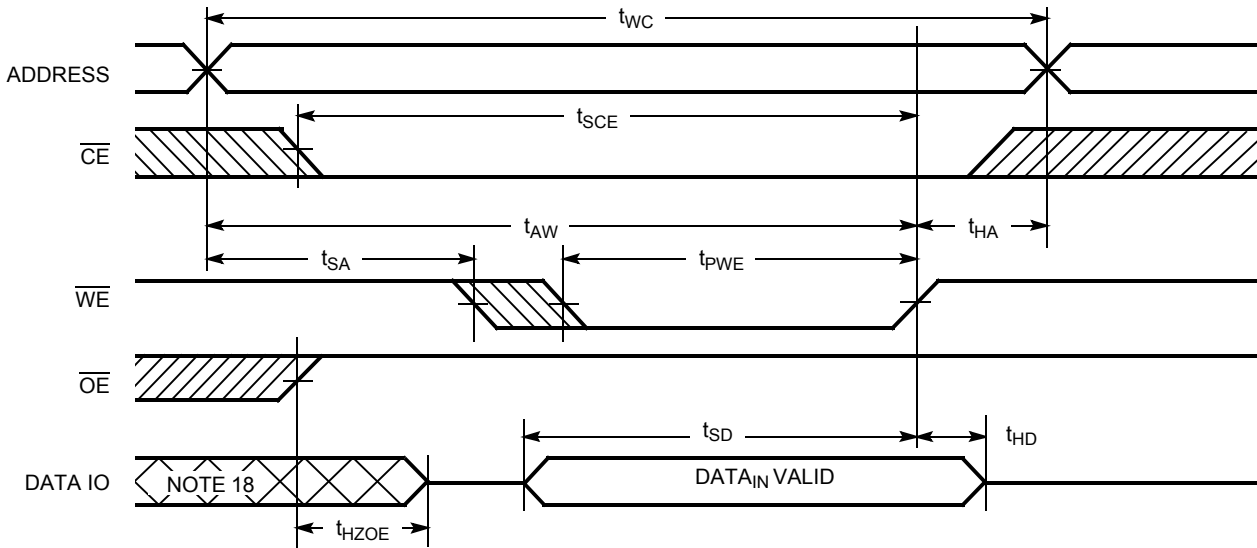 tWC
ADDRESS
tSCE
CE
tAW
tHA
tSA
tPWE
WE
OE
tSD
tHD
DATA IO
NOTE 18
DATAIN VALID
tHZOE